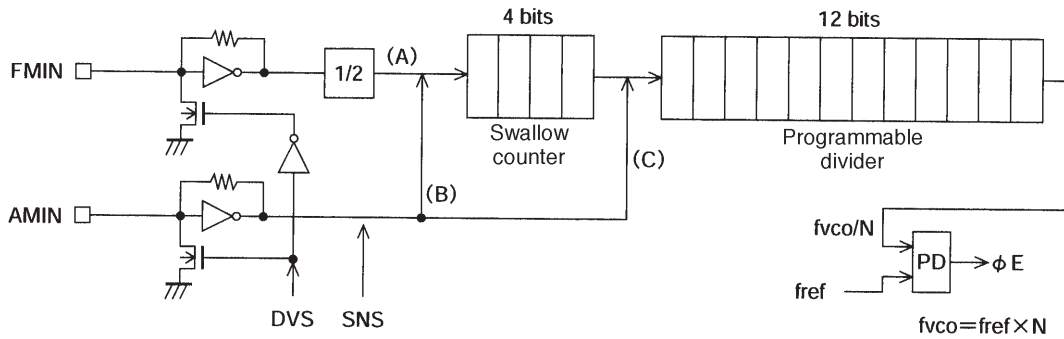 4 bits
12 bits
FMIN
1/2
(A)
Swallow
counter
Programmable
divider
(C)
(B)
AMIN
fvco/N
PD
φE
fref
DVS
SNS
fvco=fref×N